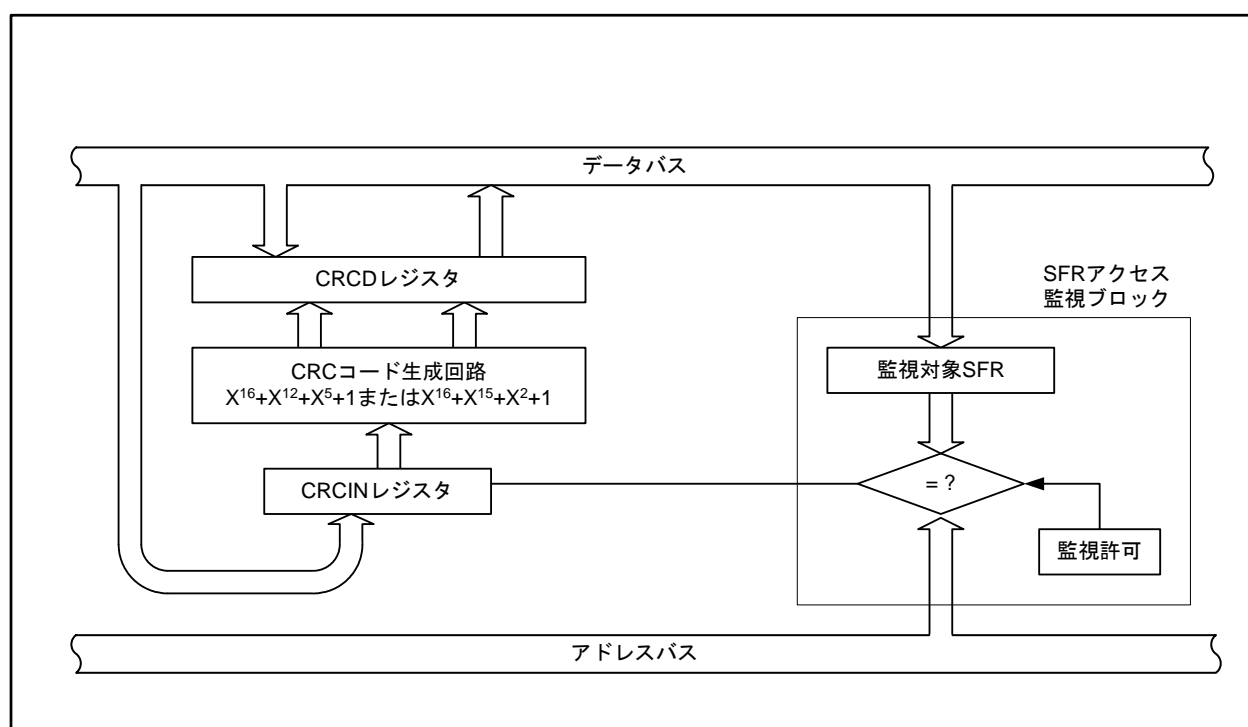 データバス
CRCDレジスタ
SFRアクセス
監視ブロック
CRCコード生成回路
X¹⁶+X¹²+X⁵+1またはX¹⁶+X¹⁵+X²+1
監視対象SFR
CRCINレジスタ
= ?
監視許可
アドレスバス